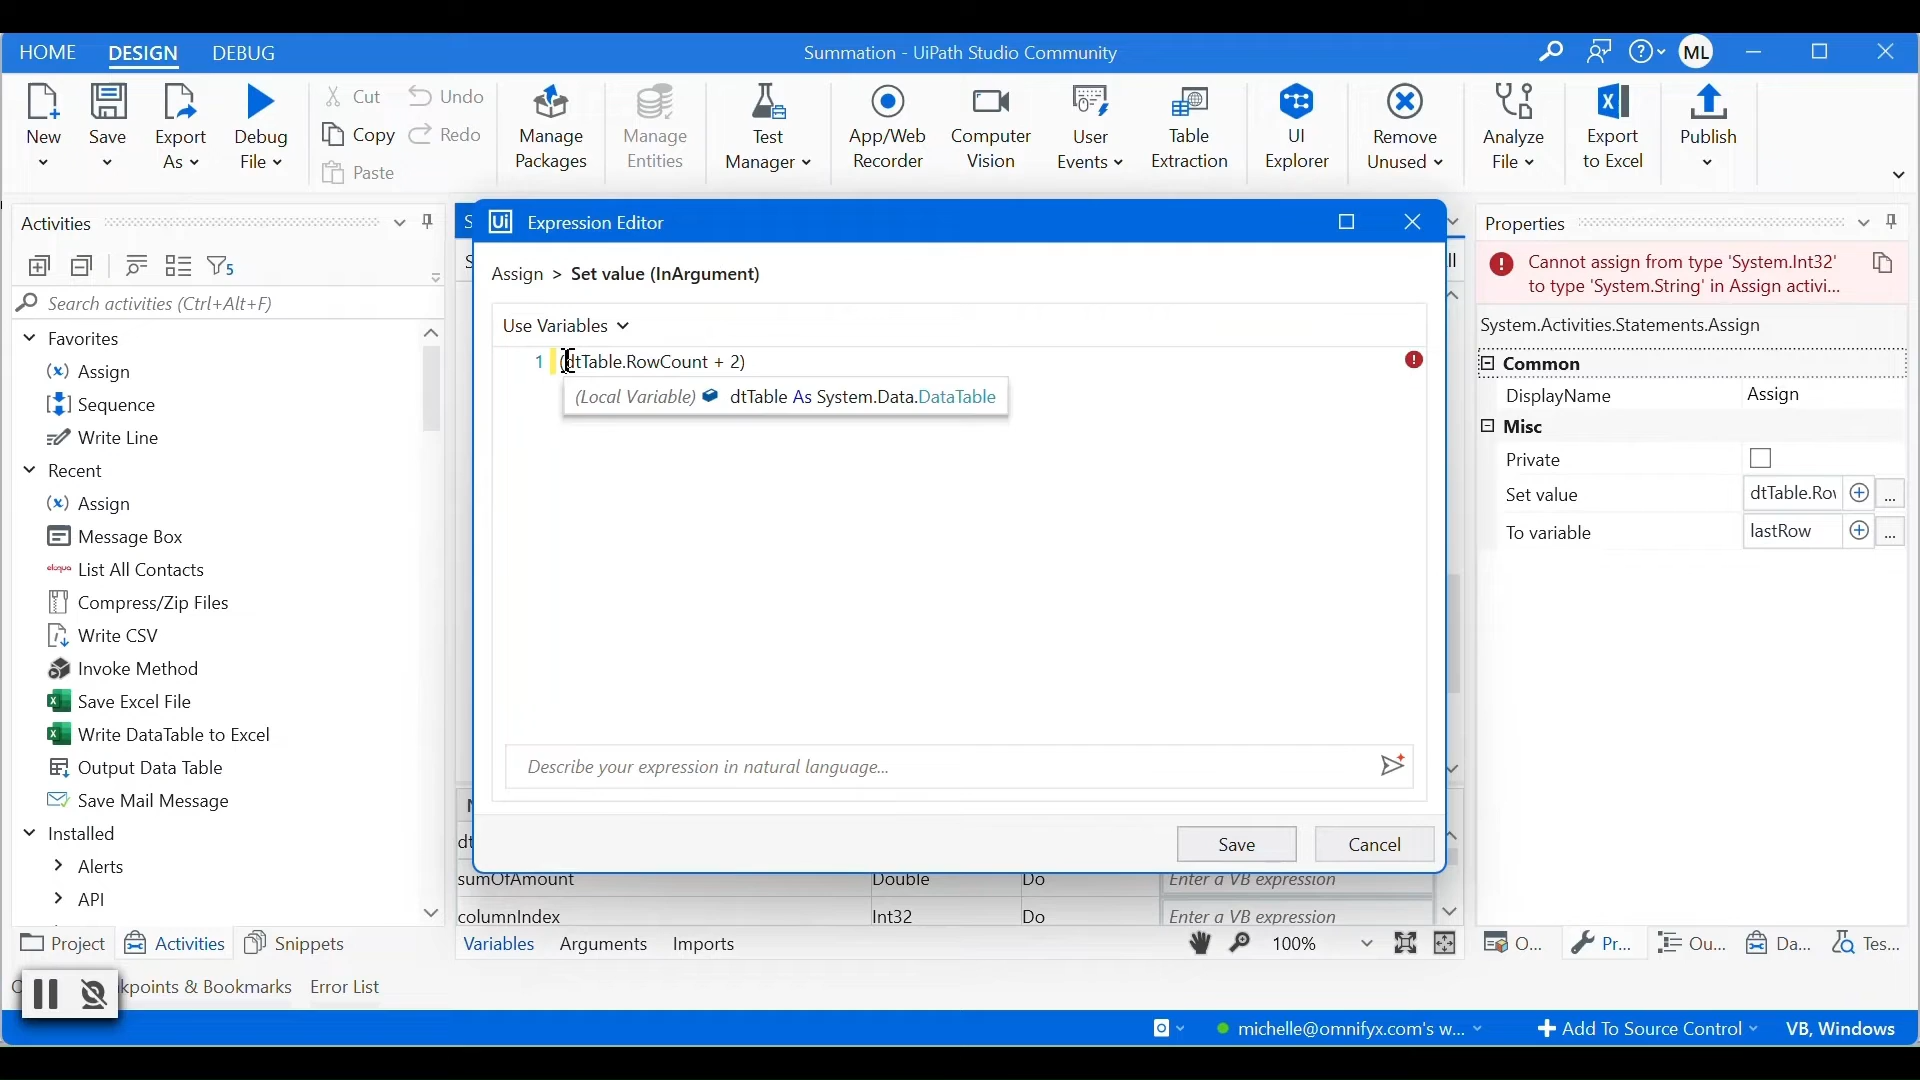 HOME DESIGN DEBUG Summation - UiPath Studio Community ML
New Save Export As Debug File Cut Copy Paste Undo Redo Manage Packages Manage Entities Test Manager App/Web Recorder Computer Vision User Events Table Extraction UI Explorer Remove Unused Analyze File Export to Excel Publish
Activities
5
Search activities (Ctrl+Alt+F)
Favorites
Assign
Sequence
Write Line
Recent
Assign
Message Box
List All Contacts
Compress/Zip Files
Write CSV
Invoke Method
Save Excel File
Write DataTable to Excel
Output Data Table
Save Mail Message
Installed
Alerts
API
Project Activities Snippets
Ui Expression Editor
Assign > Set value (InArgument)
Use Variables
1 (dtTable.RowCount + 2)
(Local Variable) dtTable As System.Data.DataTable
Describe your expression in natural language...
Save Cancel
sumOfAmount Double Do Enter a VB expression
columnIndex Int32 Do Enter a VB expression
Variables Arguments Imports 100%
Properties
Cannot assign from type 'System.Int32'
to type 'System.String' in Assign activi...
System.Activities.Statements.Assign
Common
DisplayName Assign
Misc
Private
Set value dtTable.Rov ...
To variable lastRow ...
O... Pr... Ou... Da... Tes...
kpoints & Bookmarks Error List
michelle@omnifyx.com's w... Add To Source Control VB, Windows